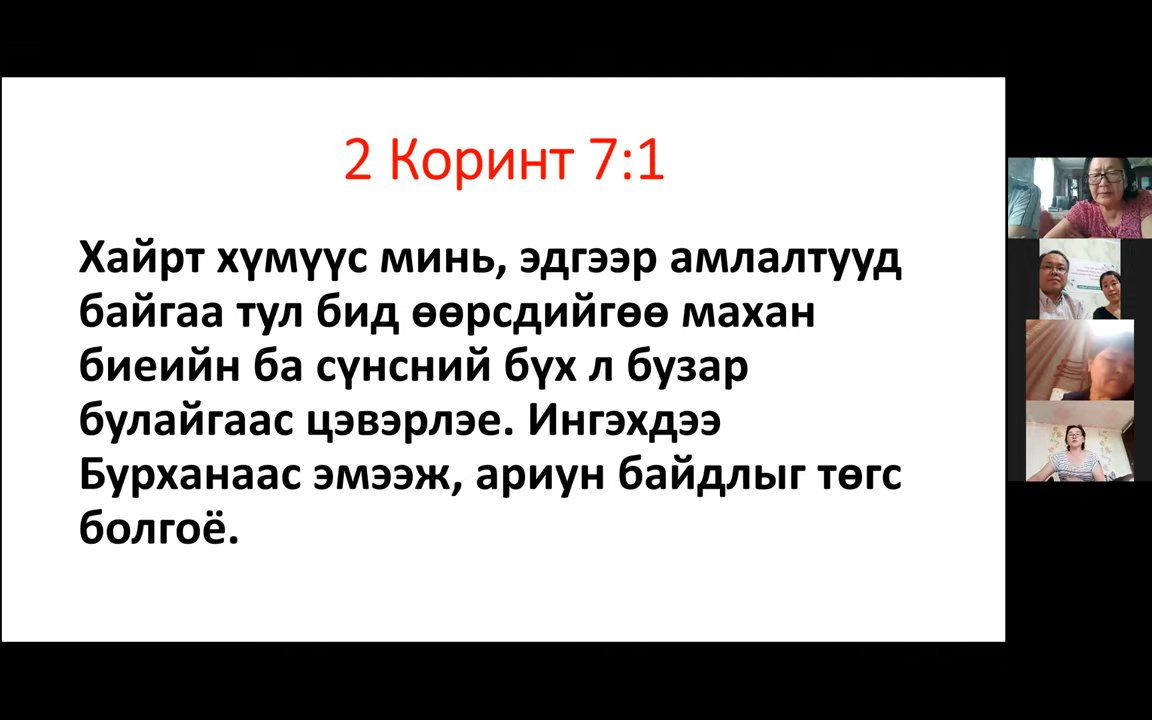 2 Коринт 7:1
Хайрт хүмүүс минь, эдгээр амлалтууд
байгаа тул бид өөрсдийгөө махан
биеийн ба сүнсний бүх л бузар
булайгаас цэвэрлэе. Ингэхдээ
Бурханаас эмээж, ариун байдлыг төгс
болгоё.